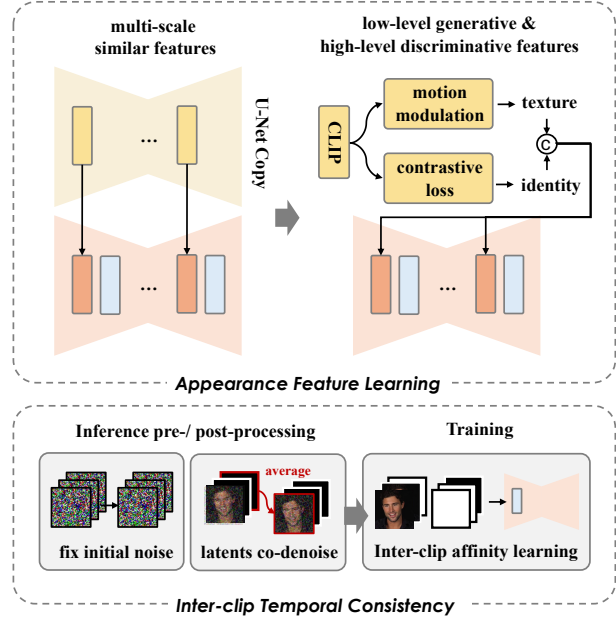 multi-scale
similar features
low-level generative &
high-level discriminative features
U-Net Copy
...
CLIP
motion
modulation
texture
C
contrastive
loss
identity
...
...
Appearance Feature Learning
Inference pre-/ post-processing
Training
average
fix initial noise
latents co-denoise
Inter-clip affinity learning
Inter-clip Temporal Consistency